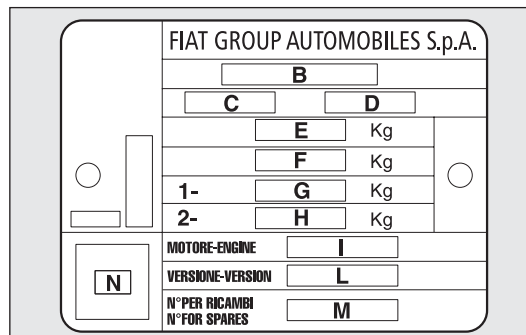 FIAT GROUP AUTOMOBILES S.p.A.
B
C D
E Kg
F Kg
1- G Kg
2- H Kg
MOTORE-ENGINE I
VERSIONE-VERSION L
N
N°PER RICAMBI
N°FOR SPARES M